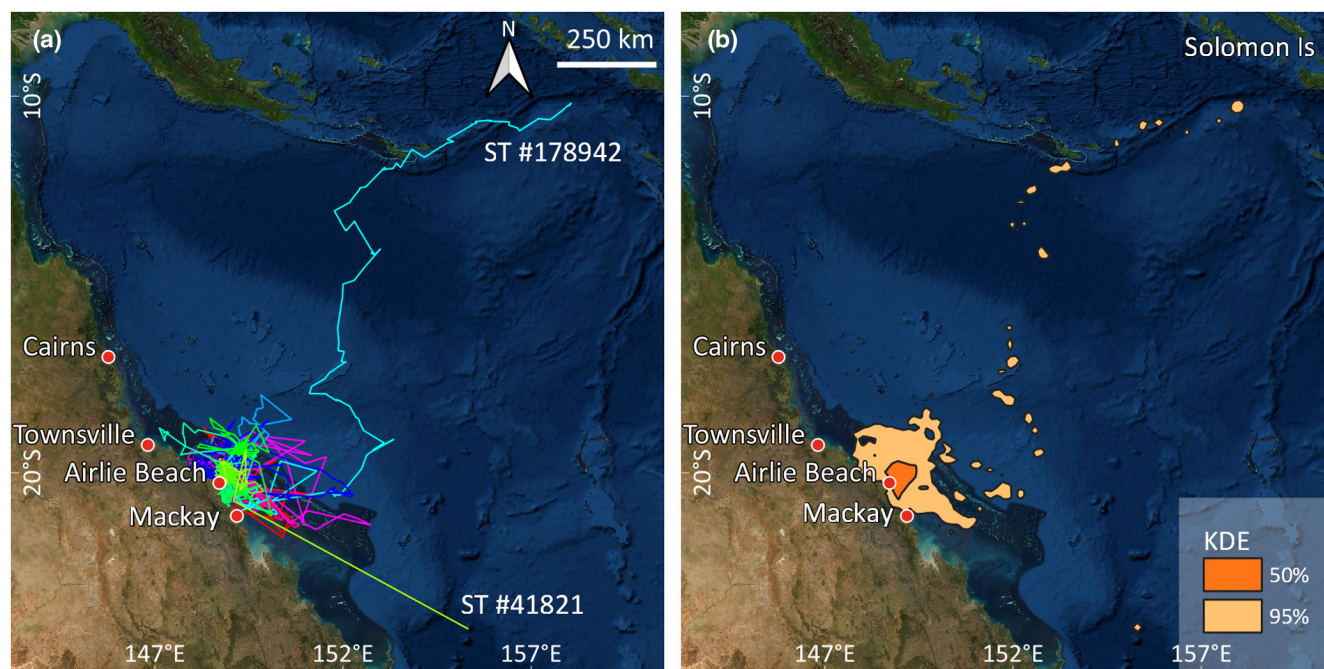 (a)
N
250 km
10°S
ST #178942
Cairns
Townsville
Airlie Beach
20°S
Mackay
ST #41821
147°E
152°E
157°E
(b)
Solomon Is
10°S
Cairns
Townsville
Airlie Beach
20°S
Mackay
KDE
50%
95%
147°E
152°E
157°E